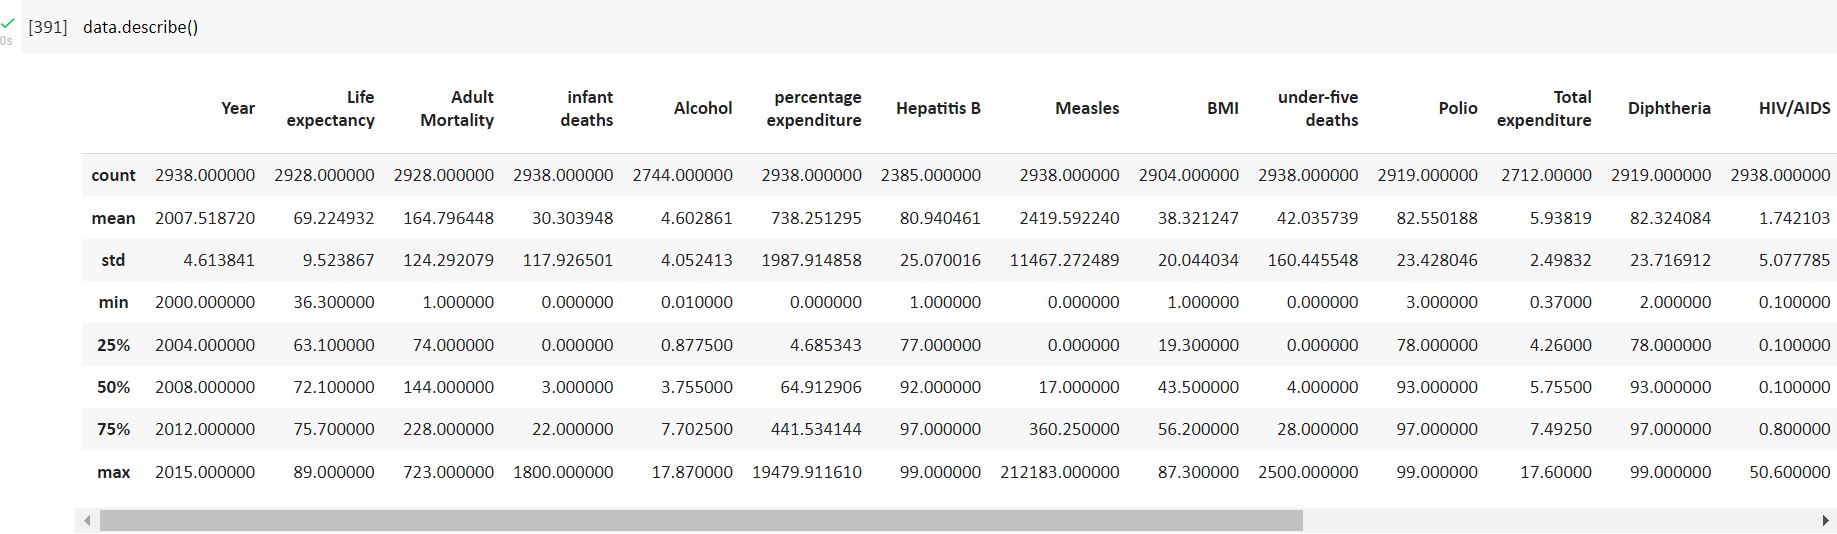 [391] data.describe()
0s
Year Life expectancy Adult Mortality infant deaths Alcohol percentage expenditure Hepatitis B Measles BMI under-five deaths Polio Total expenditure Diphtheria HIV/AIDS
count 2938.000000 2928.000000 2928.000000 2938.000000 2744.000000 2938.000000 2385.000000 2938.000000 2904.000000 2938.000000 2919.000000 2712.00000 2919.000000 2938.000000
mean 2007.518720 69.224932 164.796448 30.303948 4.602861 738.251295 80.940461 2419.592240 38.321247 42.035739 82.550188 5.93819 82.324084 1.742103
std 4.613841 9.523867 124.292079 117.926501 4.052413 1987.914858 25.070016 11467.272489 20.044034 160.445548 23.428046 2.49832 23.716912 5.077785
min 2000.000000 36.300000 1.000000 0.000000 0.010000 0.000000 1.000000 0.000000 1.000000 0.000000 3.000000 0.37000 2.000000 0.100000
25% 2004.000000 63.100000 74.000000 0.000000 0.877500 4.685343 77.000000 0.000000 19.300000 0.000000 78.000000 4.26000 78.000000 0.100000
50% 2008.000000 72.100000 144.000000 3.000000 3.755000 64.912906 92.000000 17.000000 43.500000 4.000000 93.000000 5.75500 93.000000 0.100000
75% 2012.000000 75.700000 228.000000 22.000000 7.702500 441.534144 97.000000 360.250000 56.200000 28.000000 97.000000 7.49250 97.000000 0.800000
max 2015.000000 89.000000 723.000000 1800.000000 17.870000 19479.911610 99.000000 212183.000000 87.300000 2500.000000 99.000000 17.60000 99.000000 50.600000